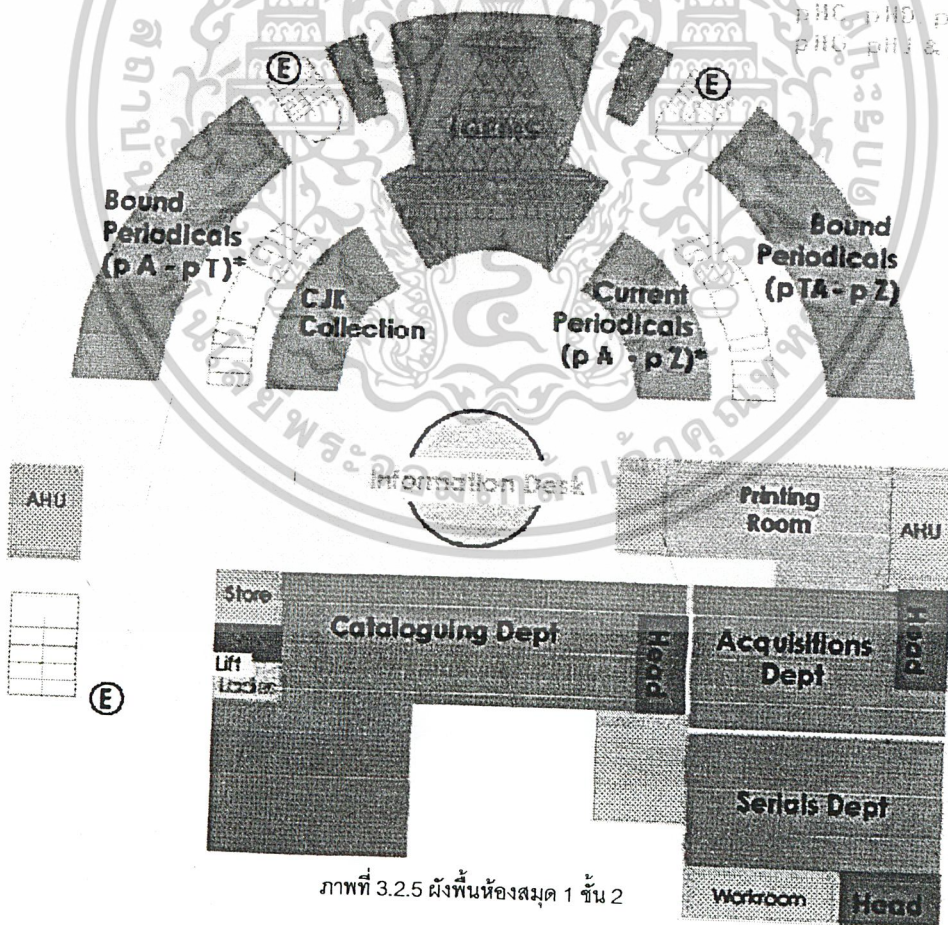 E
E
Bound
Periodicals
(p A - p T)*
CJK
Collection
Current
Periodicals
(p A - p Z)*
Bound
Periodicals
(pTA - p Z)
Information Desk
AHU
Printing
Room
AHU
Store
Cataloguing Dept
Head
Lift
Acquisitions
Dept
Head
E
Serials Dept
Workroom
Head
ภาพที่ 3.2.5 ผังพื้นห้องสมุด 1 ชั้น 2